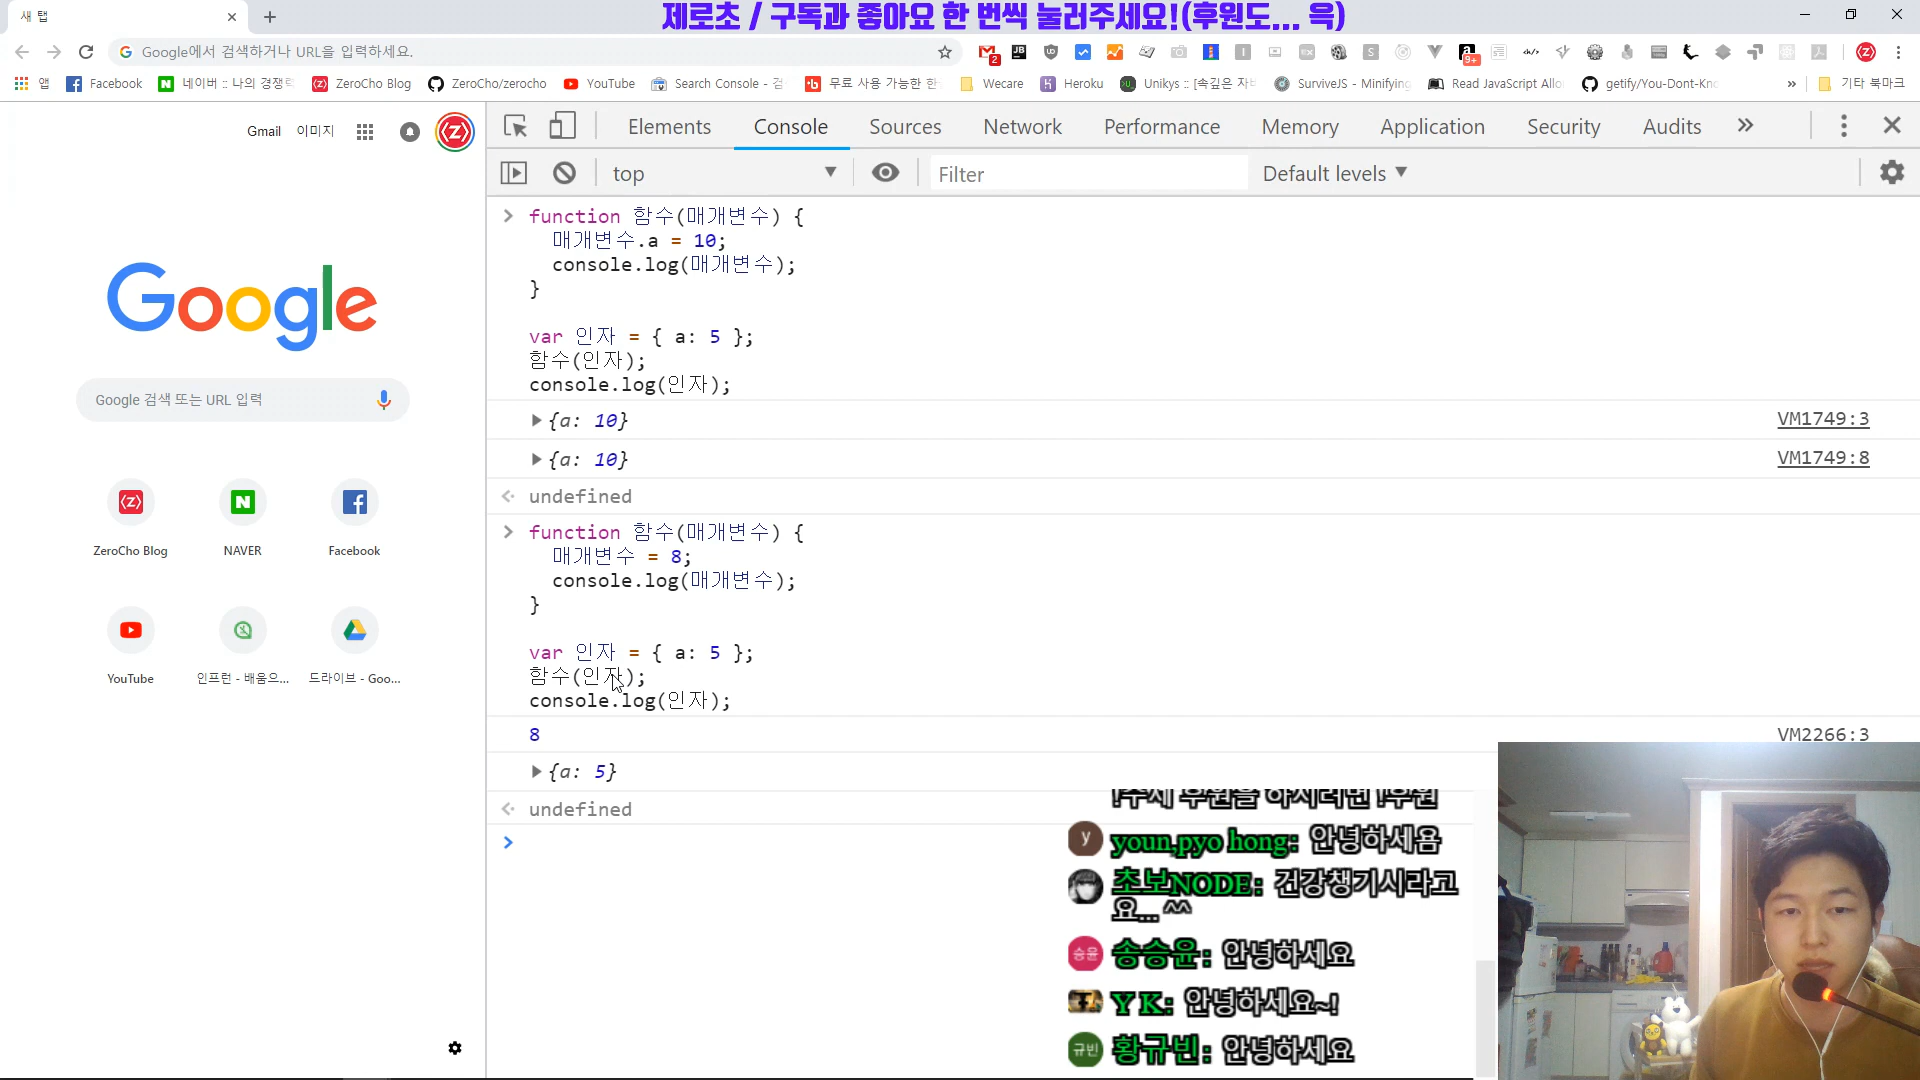 새 탭
제로초 / 구독과 좋아요 한 번씩 눌러주세요!(후원도... 윽)
Google에서 검색하거나 URL을 입력하세요.
앱
Facebook
네이버 :: 나의 경쟁력
ZeroCho Blog
ZeroCho/zerocho
YouTube
Search Console - 검
무료 사용 가능한 한
Wecare
Heroku
Unikys :: [속깊은 자바
SurviveJS - Minifying
Read JavaScript Allo
getify/You-Dont-Kno
기타 북마크
Gmail 이미지
Google
Google 검색 또는 URL 입력
ZeroCho Blog NAVER Facebook
YouTube 인프런 - 배움으... 드라이브 - Goo...
Elements Console Sources Network Performance Memory Application Security Audits
top Filter Default levels
function 함수(매개변수) {
매개변수.a = 10;
console.log(매개변수);
}
var 인자 = { a: 5 };
함수(인자);
console.log(인자);
{a: 10} VM1749:3
{a: 10} VM1749:8
undefined
function 함수(매개변수) {
매개변수 = 8;
console.log(매개변수);
}
var 인자 = { a: 5 };
함수(인자);
console.log(인자);
8 VM2266:3
{a: 5}
undefined
youn,pyo hong: 안녕하세욤
초보NODE: 건강챙기시라고
요... ^^
송승윤: 안녕하세요
Y K: 안녕하세요~!
황규빈: 안녕하세요